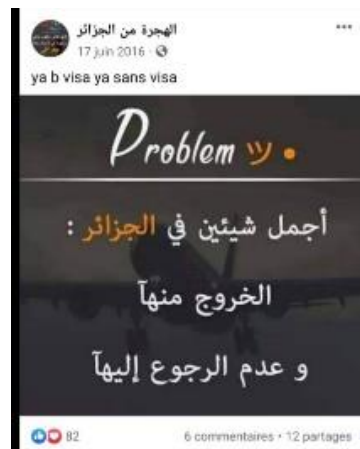 الهجرة من الجزائر
17 juin 2016
ya b visa ya sans visa
Problem ツ
أجمل شيئين في الجزائر :
الخروج منهآ
و عدم الرجوع إليهآ
82
6 commentaires • 12 partages